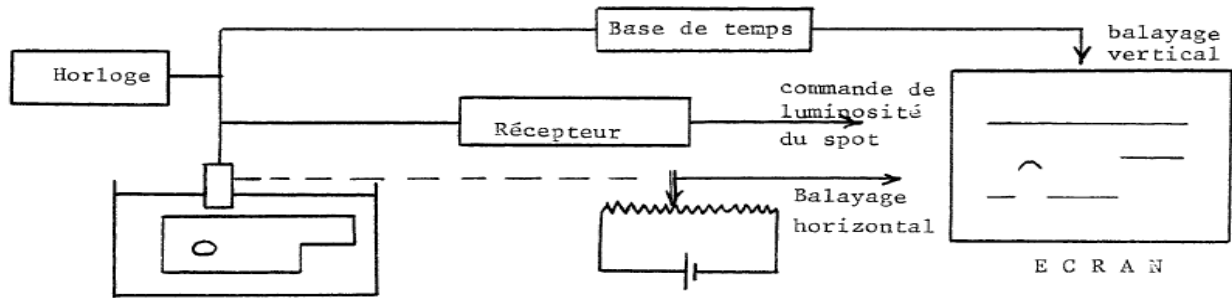 Base de temps
balayage
vertical
Horloge
commande de
luminosité
du spot
Récepteur
Balayage
horizontal
E C R A N